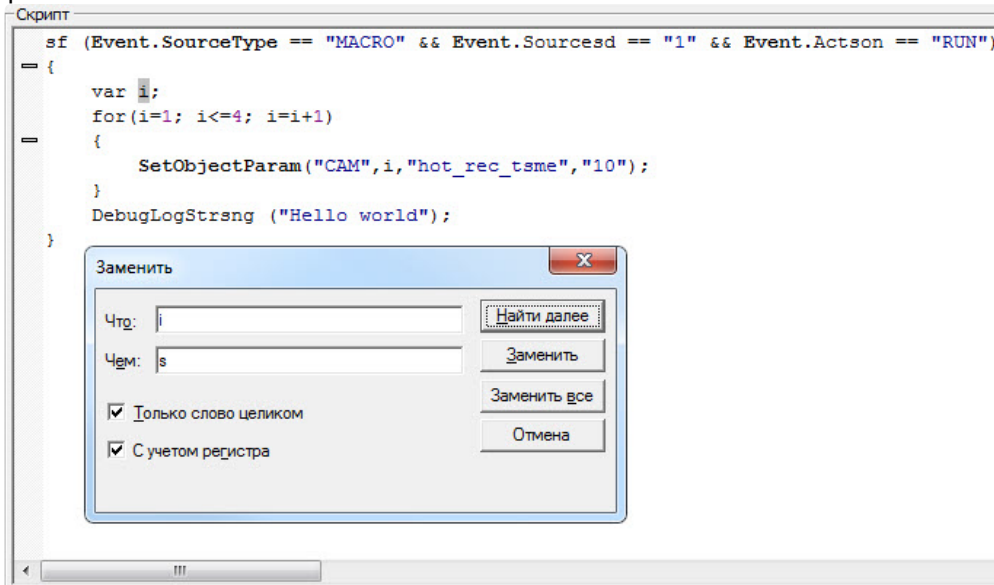 Скрипт
sf (Event.SourceType == "MACRO" && Event.Sourcesd == "1" && Event.Actson == "RUN")
{
var i;
for(i=1; i<=4; i=i+1)
{
SetObjectParam("CAM",i,"hot_rec_tsme","10");
}
DebugLogStrsng ("Hello world");
}
Заменить
Что: i
Найти далее
Чем: s
Заменить
Заменить все
Только слово целиком
Отмена
С учетом регистра